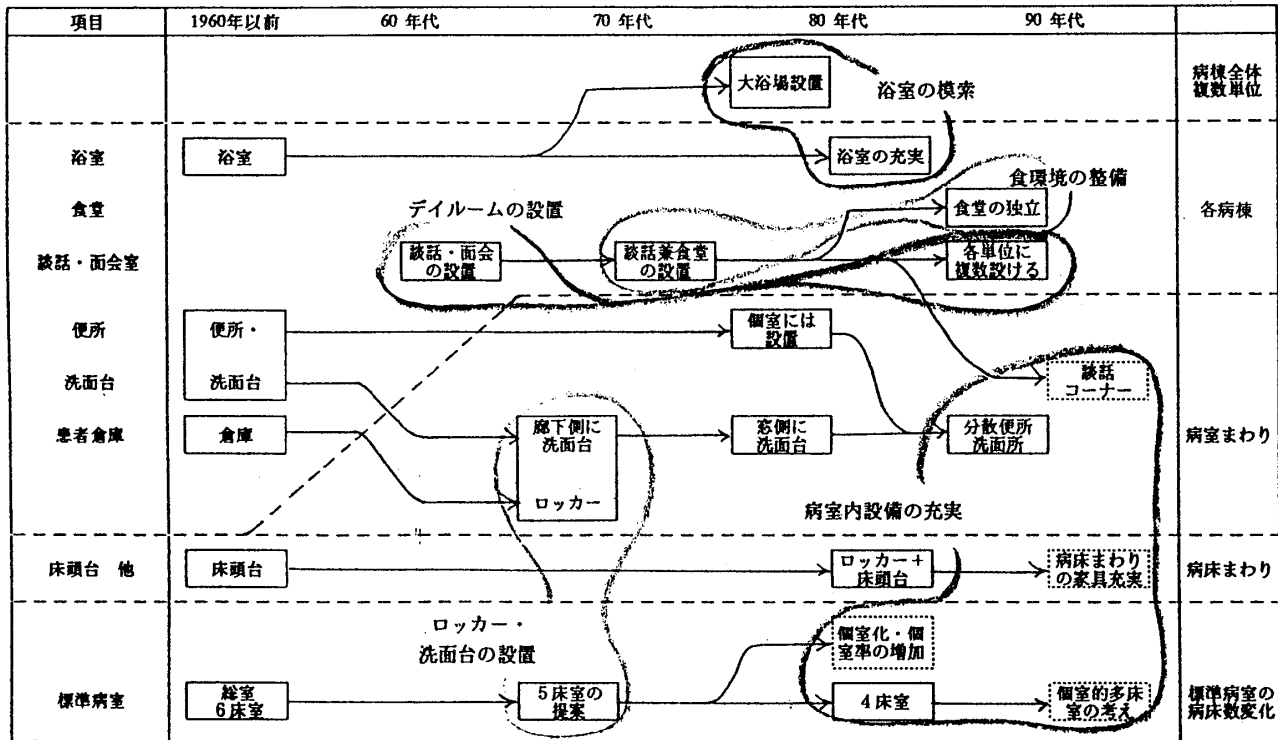 項目 1960年以前 60 年代 70 年代 80 年代 90 年代
大浴場設置
浴室の模索
病棟全体
複数単位
浴室
浴室
浴室の充実
食堂
デイルームの設置
食環境の整備
食堂の独立
各病棟
談話・面会室
談話・面会
の設置
談話兼食堂
の設置
各単位に
複数設ける
便所
便所・
個室には
設置
洗面台
洗面台
談話
コーナー
患者倉庫
倉庫
廊下側に
洗面台
窓側に
洗面台
分散便所
洗面所
病室まわり
ロッカー
病室内設備の充実
床頭台 他
床頭台
ロッカー+
床頭台
病床まわり
の家具充実
病床まわり
ロッカー・
洗面台の設置
個室化・個
室率の増加
標準病室
総室
6床室
5床室の
提案
4床室
個室的多床
室の考え
標準病室の
病床数変化